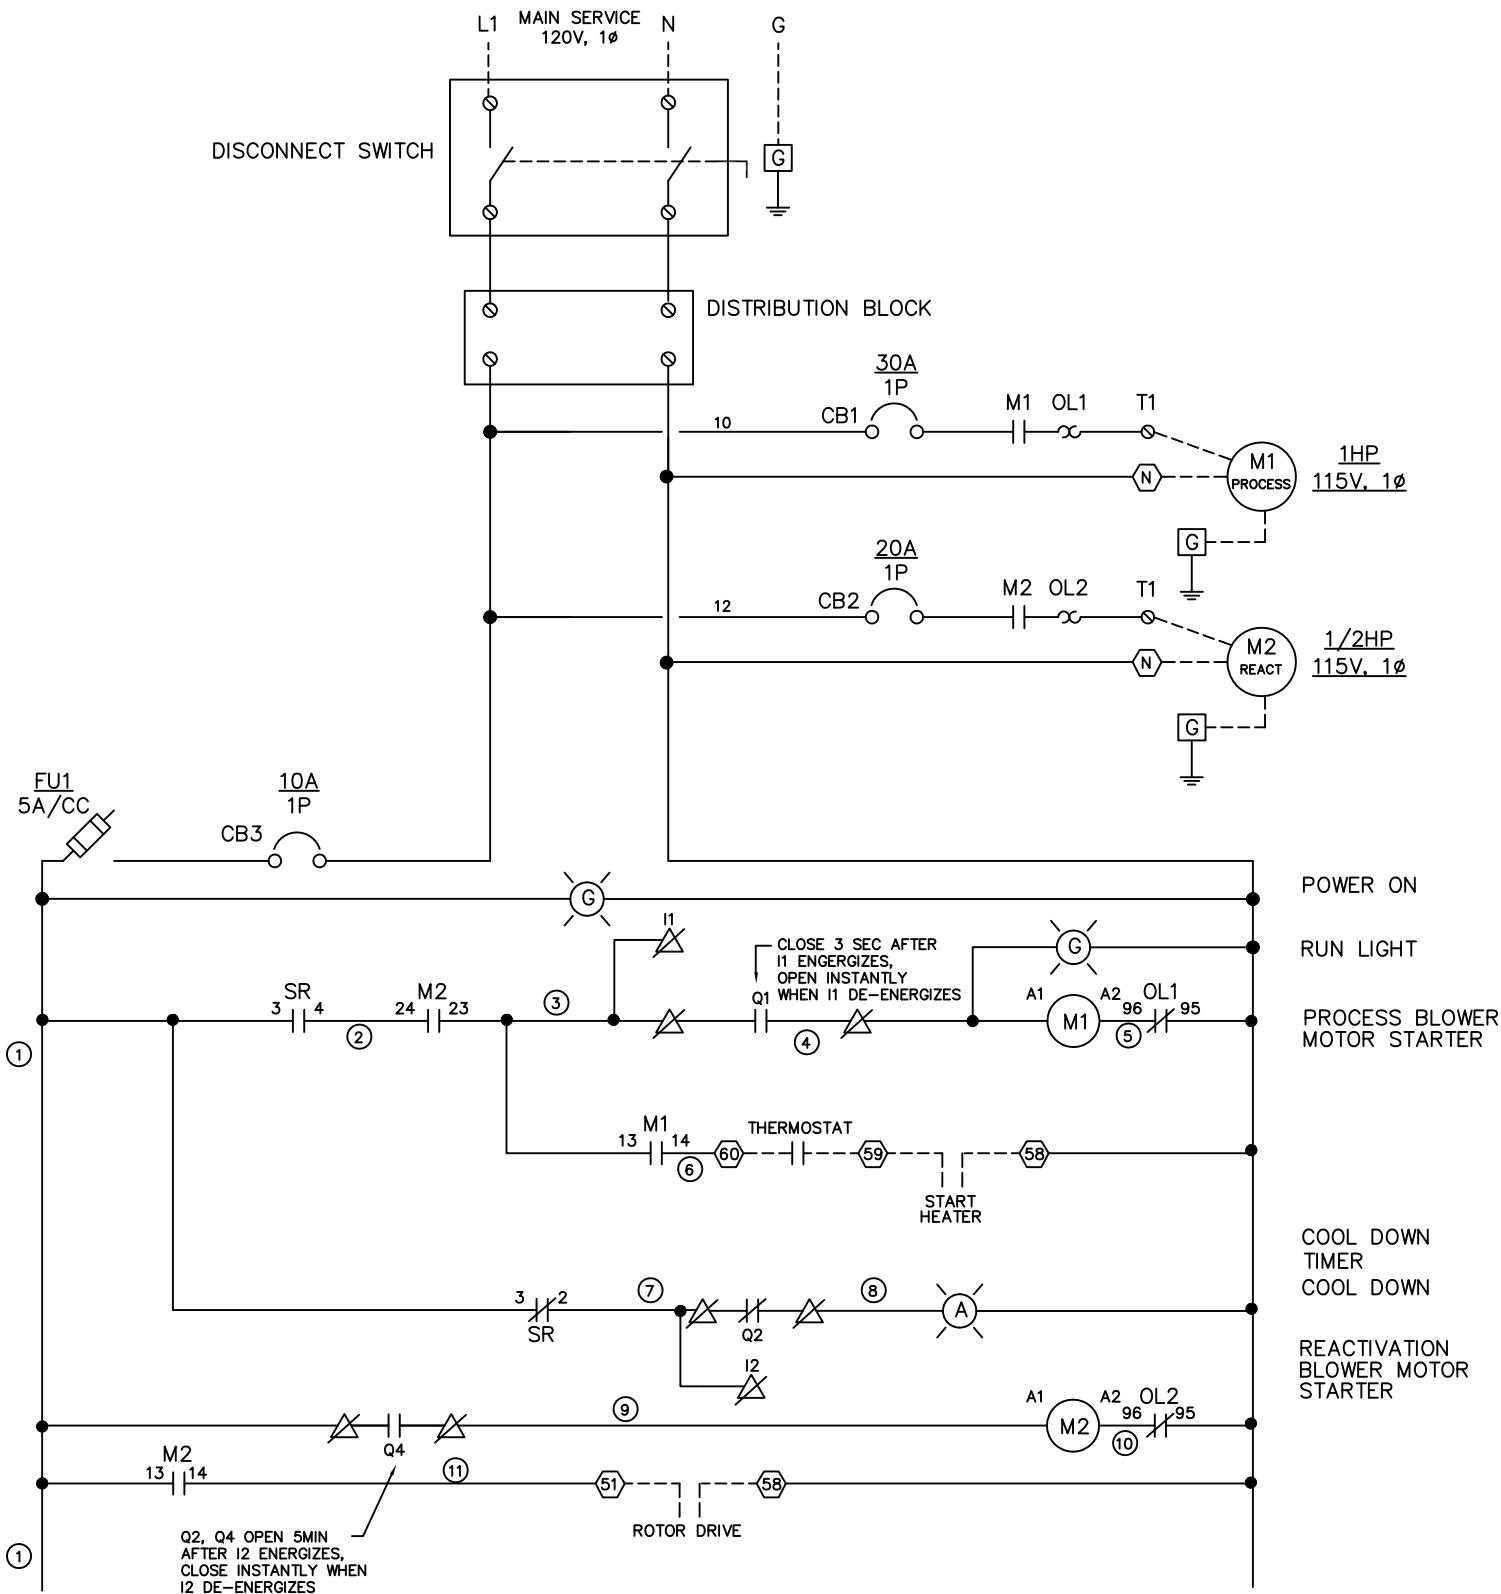 L1 MAIN SERVICE N G
120V, 1ø
DISCONNECT SWITCH
G
DISTRIBUTION BLOCK
30A
1P
CB1
M1 OL1 T1
10
M1
PROCESS
1HP
115V, 1ø
N
G
20A
1P
CB2
M2 OL2 T1
12
M2
REACT
1/2HP
115V, 1ø
N
G
FU1
5A/CC
10A
1P
CB3
POWER ON
G
I1
CLOSE 3 SEC AFTER
I1 ENGERGIZES,
OPEN INSTANTLY
WHEN I1 DE-ENERGIZES
G
RUN LIGHT
SR
3 4
2
M2
24 23
3
Q1
4
A1 M1 A2
96 OL1 95
5
PROCESS BLOWER
MOTOR STARTER
1
M1
13 14
6
60
THERMOSTAT
59
58
START
HEATER
COOL DOWN
TIMER
COOL DOWN
3 2
SR
7
Q2
8
A
I2
REACTIVATION
BLOWER MOTOR
STARTER
Q4
9
A1 M2 A2
96 OL2 95
10
M2
13 14
11
51
58
ROTOR DRIVE
Q2, Q4 OPEN 5MIN
AFTER I2 ENERGIZES,
CLOSE INSTANTLY WHEN
I2 DE-ENERGIZES
1